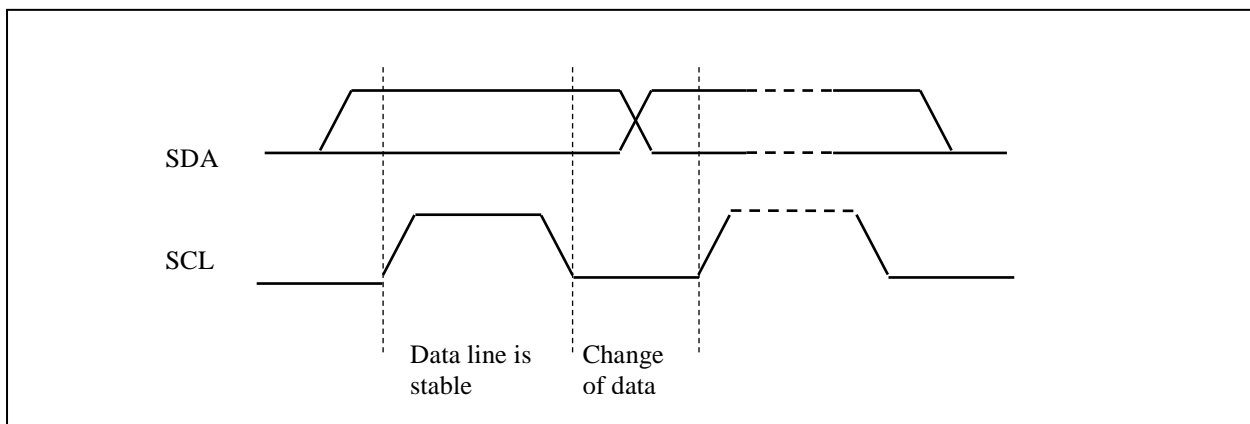 SDA
SCL
Data line is
stable
Change
of data